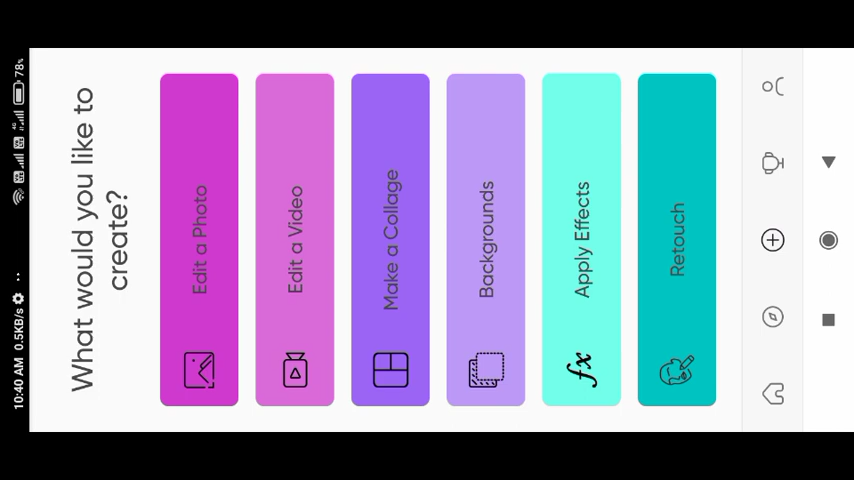 10:40 AM 0.5KB/s
4G
78%
What would you like to
create?
Edit a Photo
Edit a Video
Make a Collage
Backgrounds
fx Apply Effects
Retouch